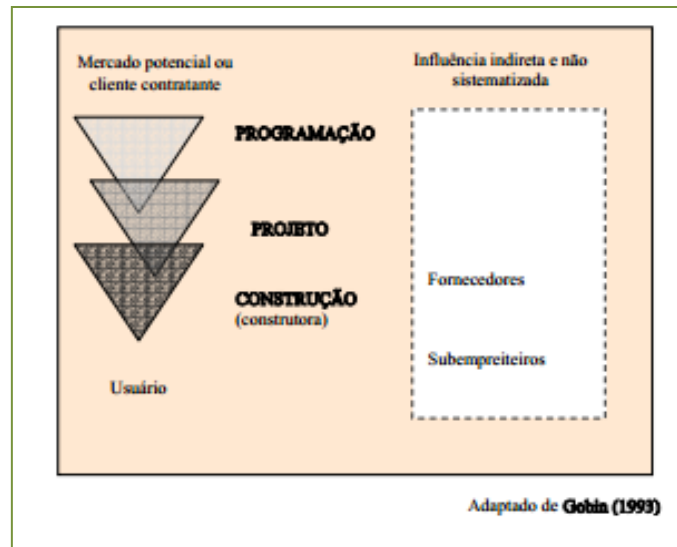 Mercado potencial ou
cliente contratante
Influência indireta e não
sistematizada
PROGRAMAÇÃO
PROJETO
CONSTRUÇÃO
(construtora)
Fornecedores
Subempreiteiros
Usuário
Adaptado de Gobin (1993)